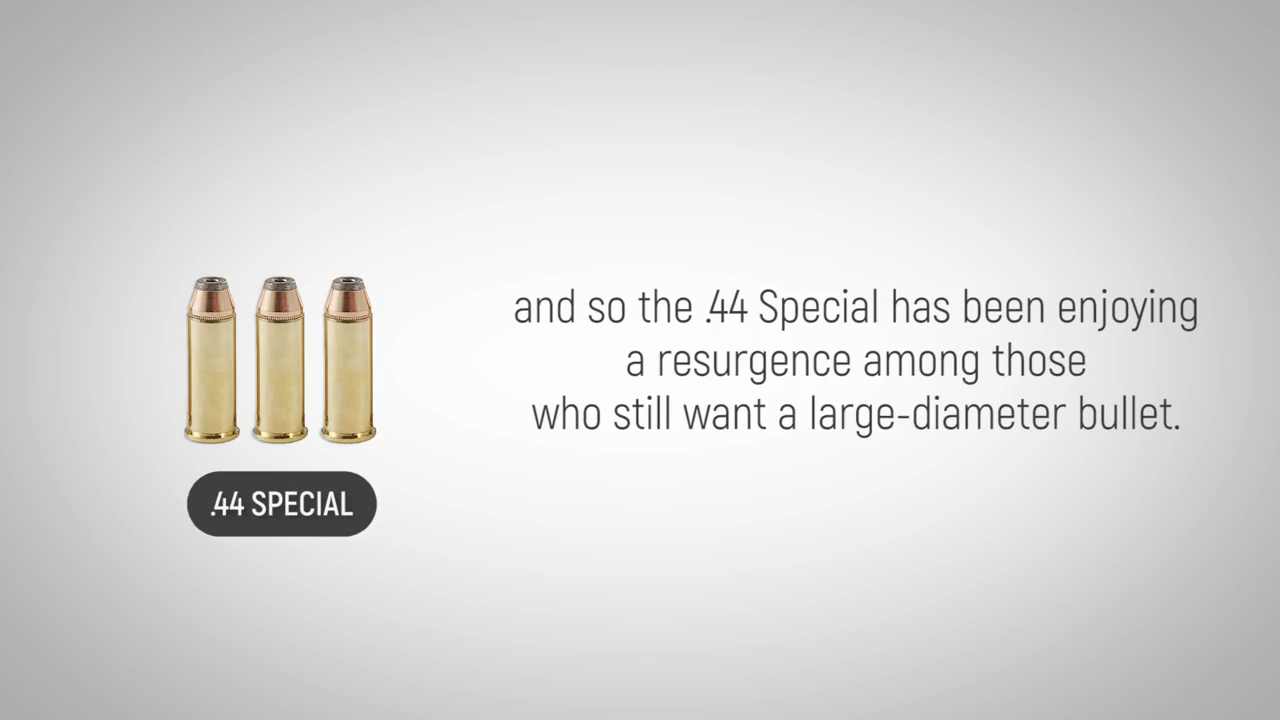 and so the .44 Special has been enjoying
a resurgence among those
who still want a large-diameter bullet.
.44 SPECIAL